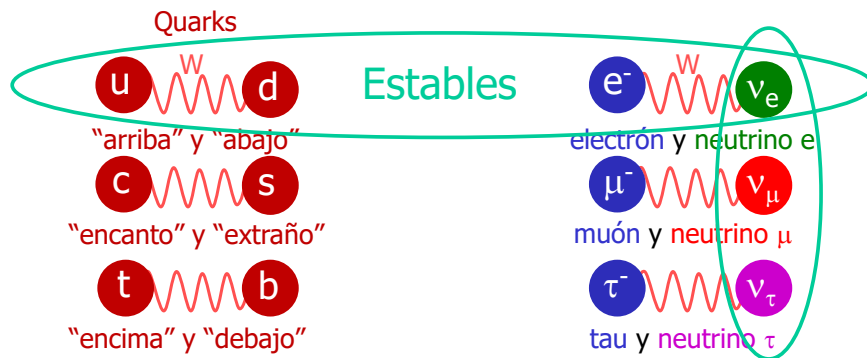 Quarks
u W d Estables e- W νe
“arriba” y “abajo” electrón y neutrino e
c s μ- νμ
“encanto” y “extraño” muón y neutrino μ
t b τ- ντ
“encima” y “debajo” tau y neutrino τ